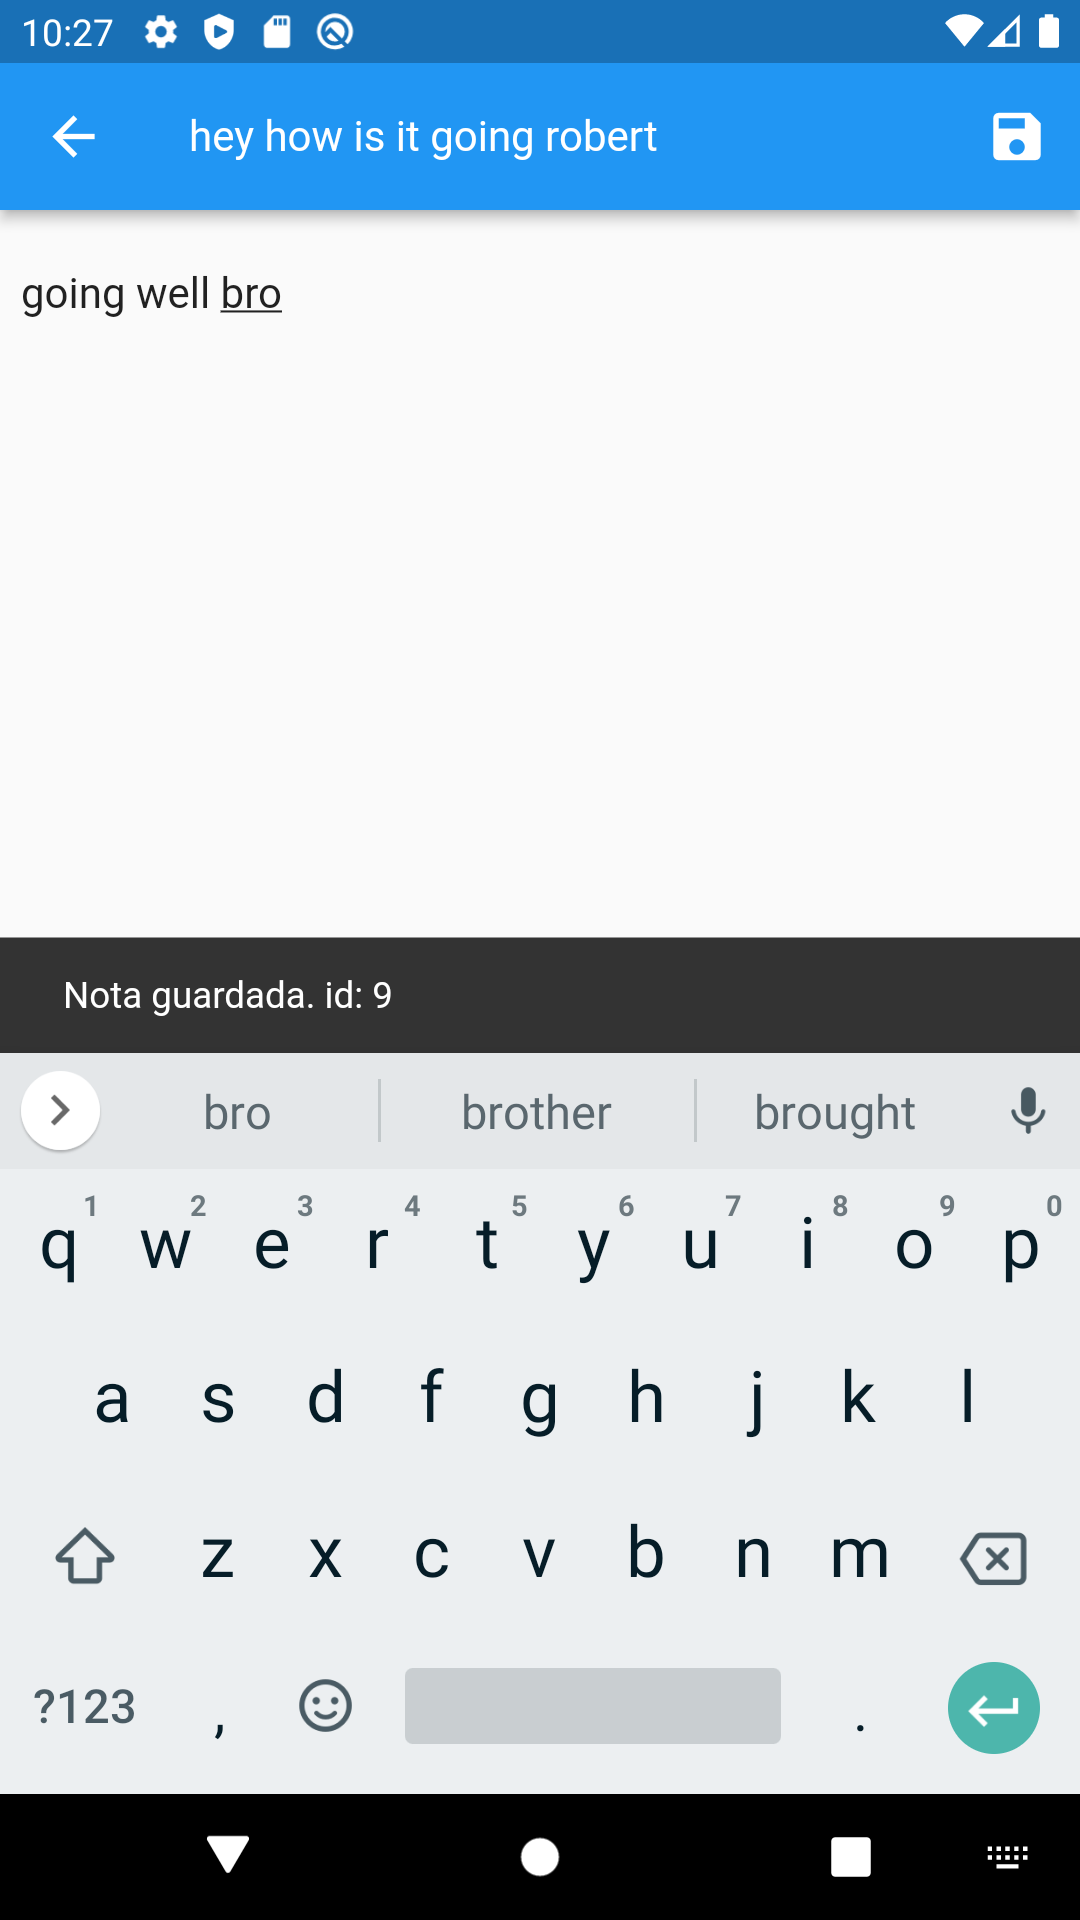 10:27
hey how is it going robert
going well bro
Nota guardada. id: 9
bro brother brought
1 2 3 4 5 6 7 8 9 0
q w e r t y u i o p
a s d f g h j k l
z x c v b n m
?123 , .